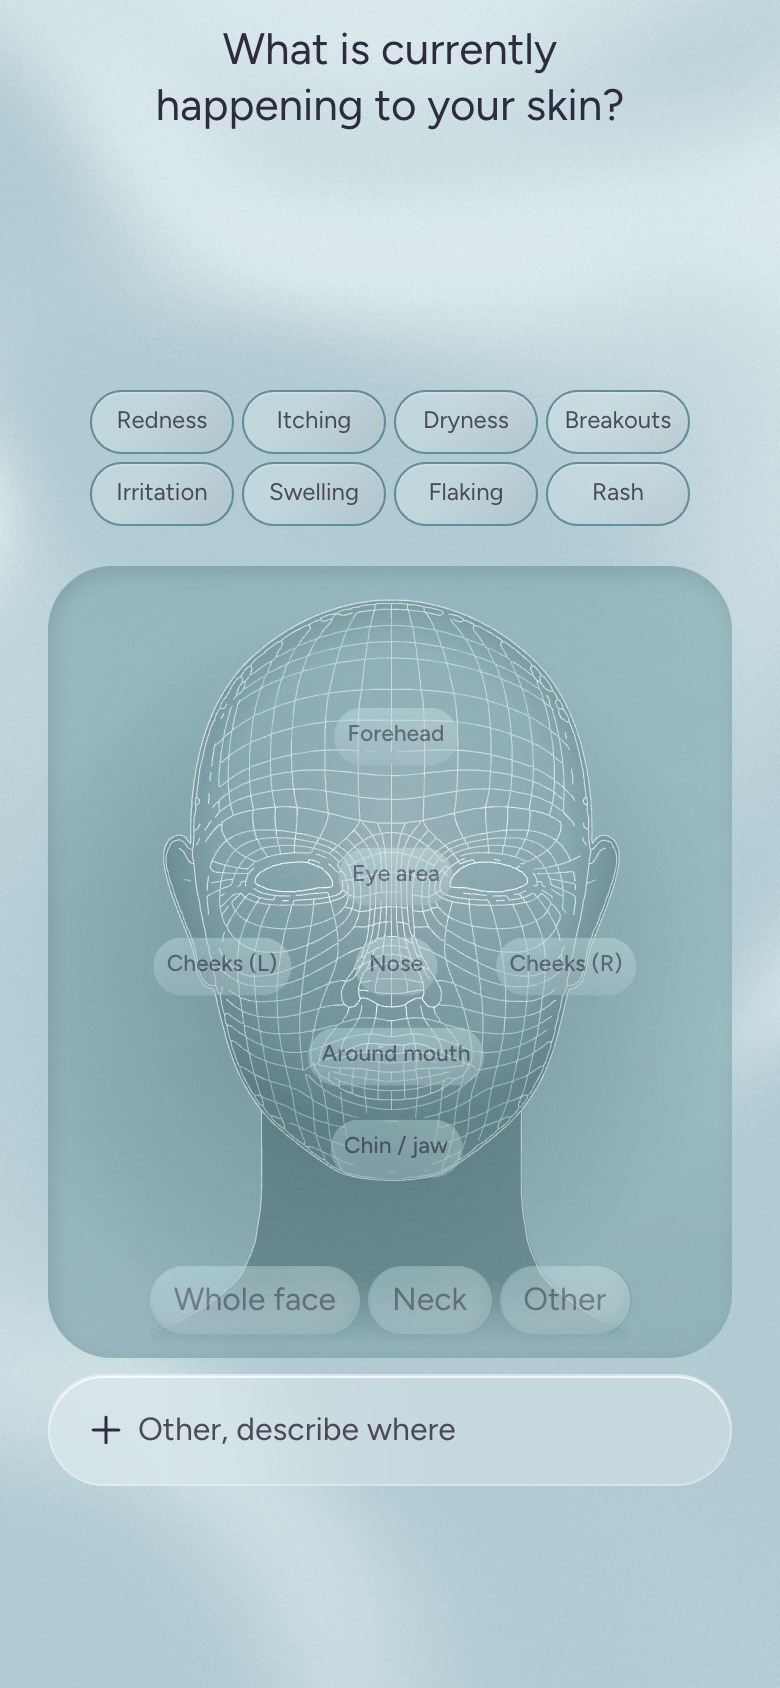 What is currently
happening to your skin?
Redness Itching Dryness Breakouts
Irritation Swelling Flaking Rash
Forehead
Eye area
Cheeks (L) Nose Cheeks (R)
Around mouth
Chin / jaw
Whole face Neck Other
+ Other, describe where